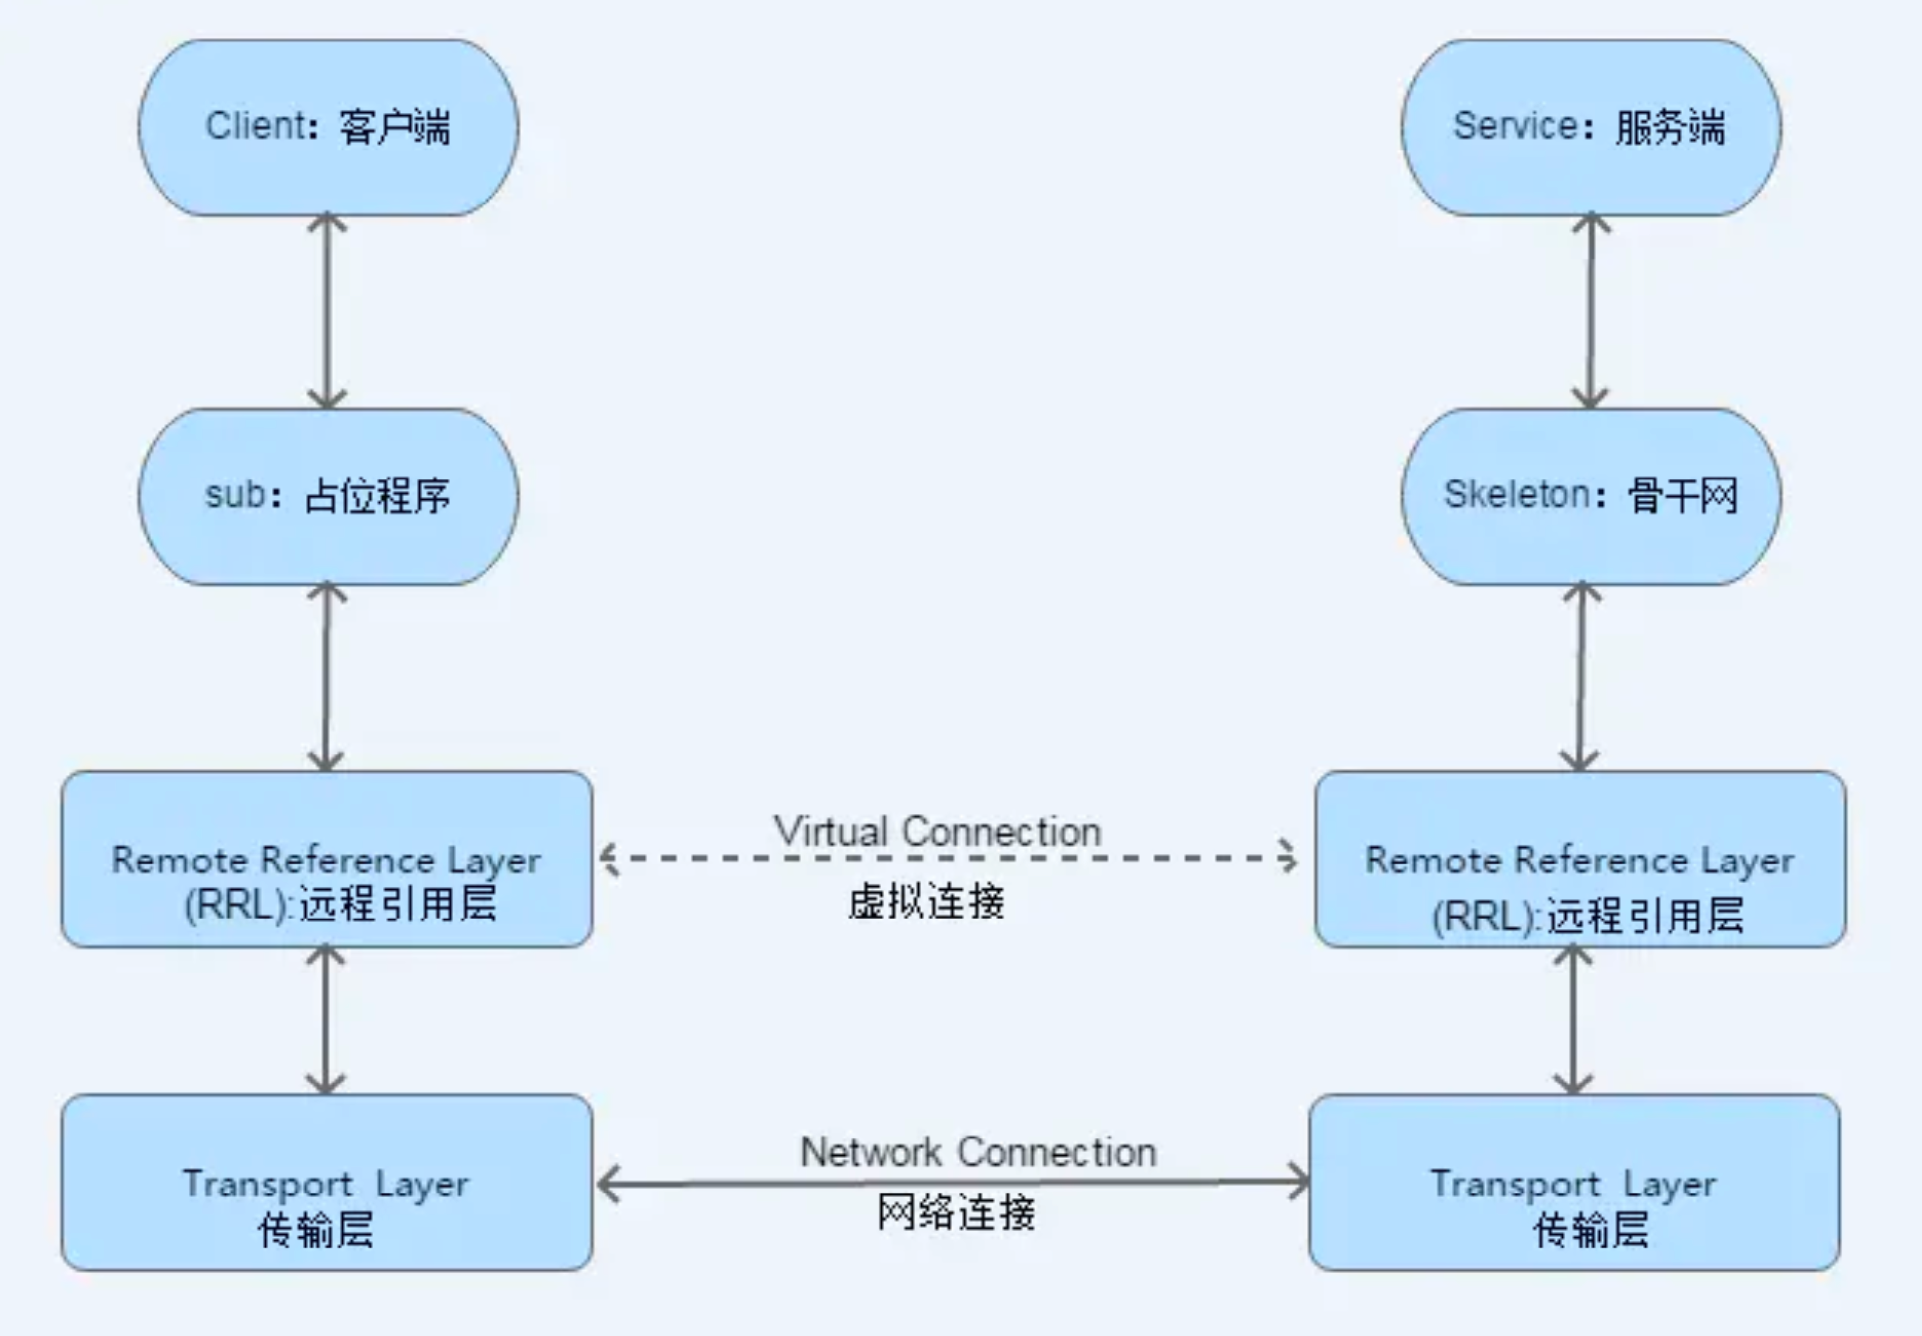 Client：客户端
Service：服务端
sub：占位程序
Skeleton：骨干网
Remote Reference Layer
(RRL):远程引用层
Virtual Connection
虚拟连接
Remote Reference Layer
(RRL):远程引用层
Transport Layer
传输层
Network Connection
网络连接
Transport Layer
传输层